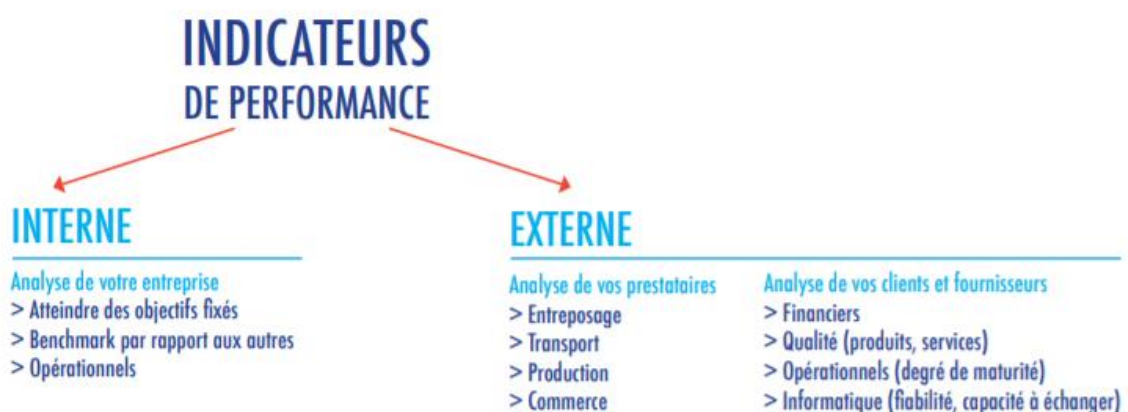 INDICATEURS
DE PERFORMANCE
INTERNE
Analyse de votre entreprise
> Atteindre des objectifs fixés
> Benchmark par rapport aux autres
> Opérationnels
EXTERNE
Analyse de vos prestataires
> Entreposage
> Transport
> Production
> Commerce
Analyse de vos clients et fournisseurs
> Financiers
> Qualité (produits, services)
> Opérationnels (degré de maturité)
> Informatique (fiabilité, capacité à échanger)